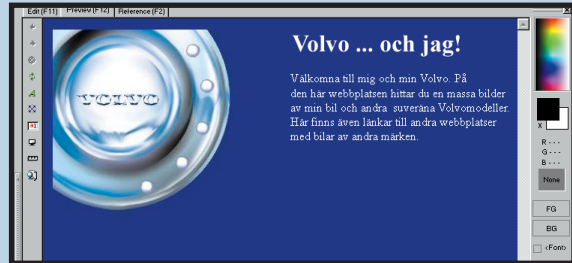 Edit (F11) Preview (F12) Reference (F2)
VOLVO
Volvo ... och jag!
Välkomna till mig och min Volvo. På
den här webbplatsen hittar du en massa bilder
av min bil och andra suveräna Volvomodeller.
Här finns även länkar till andra webbplatser
med bilar av andra märken.
X
R - - -
G - - -
B - - -
None
FG
BG
<Font>